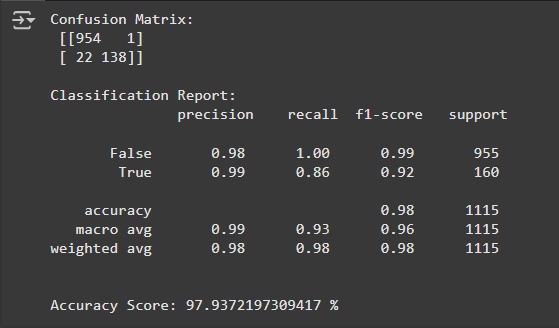 Confusion Matrix:
[[954   1]
[ 22 138]]
Classification Report:
precision    recall  f1-score   support
False       0.98      1.00      0.99       955
True       0.99      0.86      0.92       160
accuracy                           0.98      1115
macro avg       0.99      0.93      0.96      1115
weighted avg       0.98      0.98      0.98      1115
Accuracy Score: 97.9372197309417 %